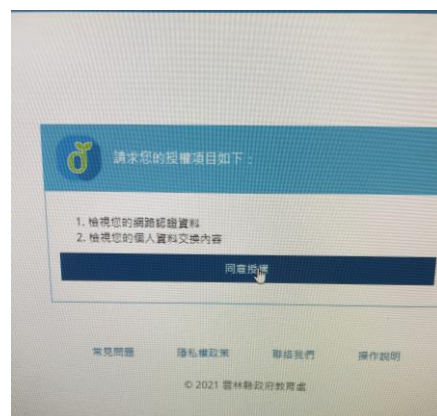 請求您的授權項目如下：
1. 檢視您的網路認證資料
2. 檢視您的個人資料交換內容
同意授權
常見問題
隱私權政策
聯絡我們
操作說明
© 2021 雲林縣政府教育處